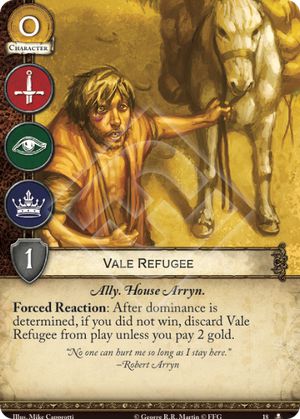 0
CHARACTER
1
VALE REFUGEE
Ally. House Arryn.
Forced Reaction: After dominance is
determined, if you did not win, discard Vale
Refugee from play unless you pay 2 gold.
"No one can hurt me so long as I stay here."
–Robert Arryn
Illus. Mike Capprotti
© George R.R. Martin © FFG
18